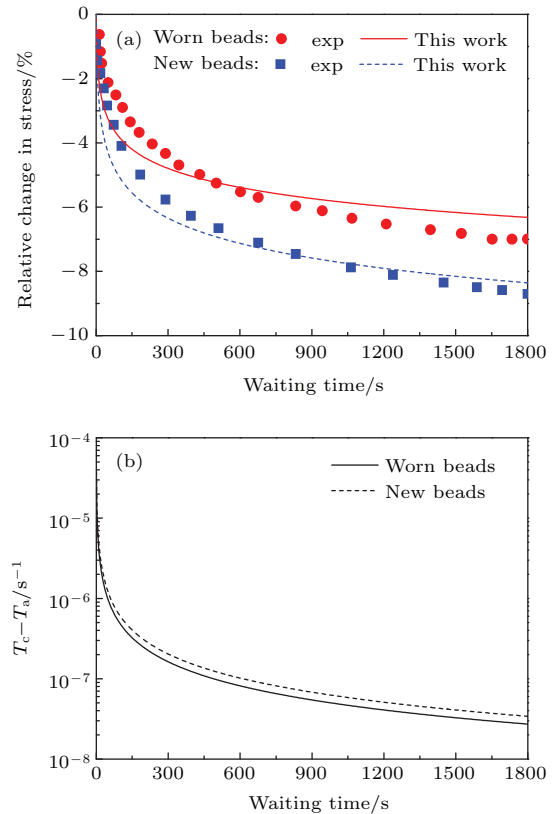 0
(a) Worn beads: exp This work
New beads: exp This work
−2
−4
−6
−8
−10
Relative change in stress/%
0 300 600 900 1200 1500 1800
Waiting time/s
10−4
(b) Worn beads
New beads
10−5
10−6
10−7
10−8
Tc−Ta/s−1
0 300 600 900 1200 1500 1800
Waiting time/s